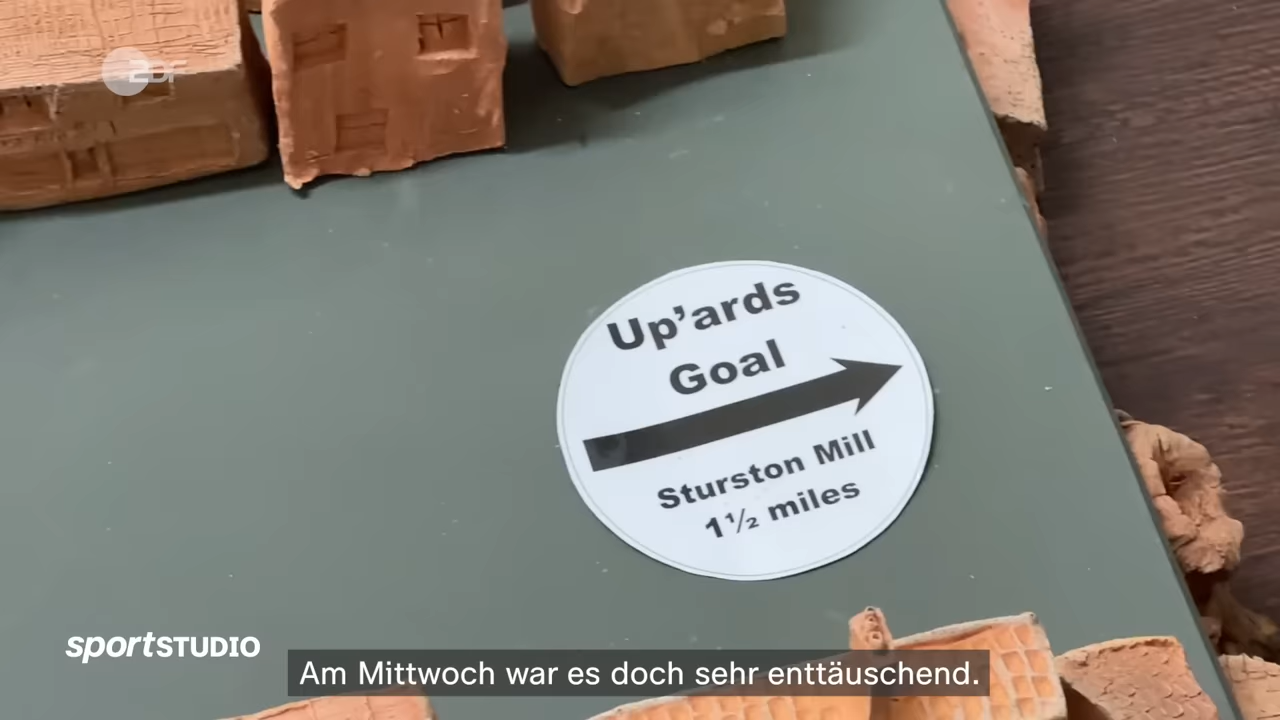 ZDF
Up’ards
Goal
Sturston Mill
1½ miles
sportSTUDIO
Am Mittwoch war es doch sehr enttäuschend.